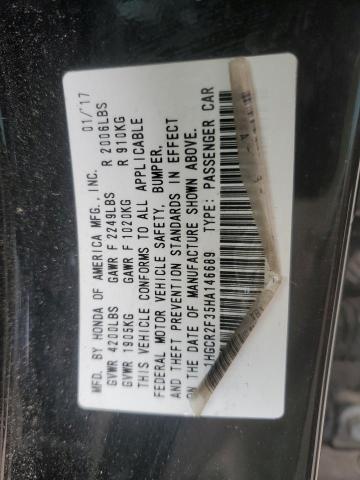 MFD. BY HONDA OF AMERICA MFG., INC. 01/'17
GVWR 4200LBS GAWR F 2249LBS R 2006LBS
GVWR 1905KG GAWR F 1020KG R 910KG
THIS VEHICLE CONFORMS TO ALL APPLICABLE
FEDERAL MOTOR VEHICLE SAFETY, BUMPER,
AND THEFT PREVENTION STANDARDS IN EFFECT
ON THE DATE OF MANUFACTURE SHOWN ABOVE.
1HGCR2F35HA146689 TYPE: PASSENGER CAR